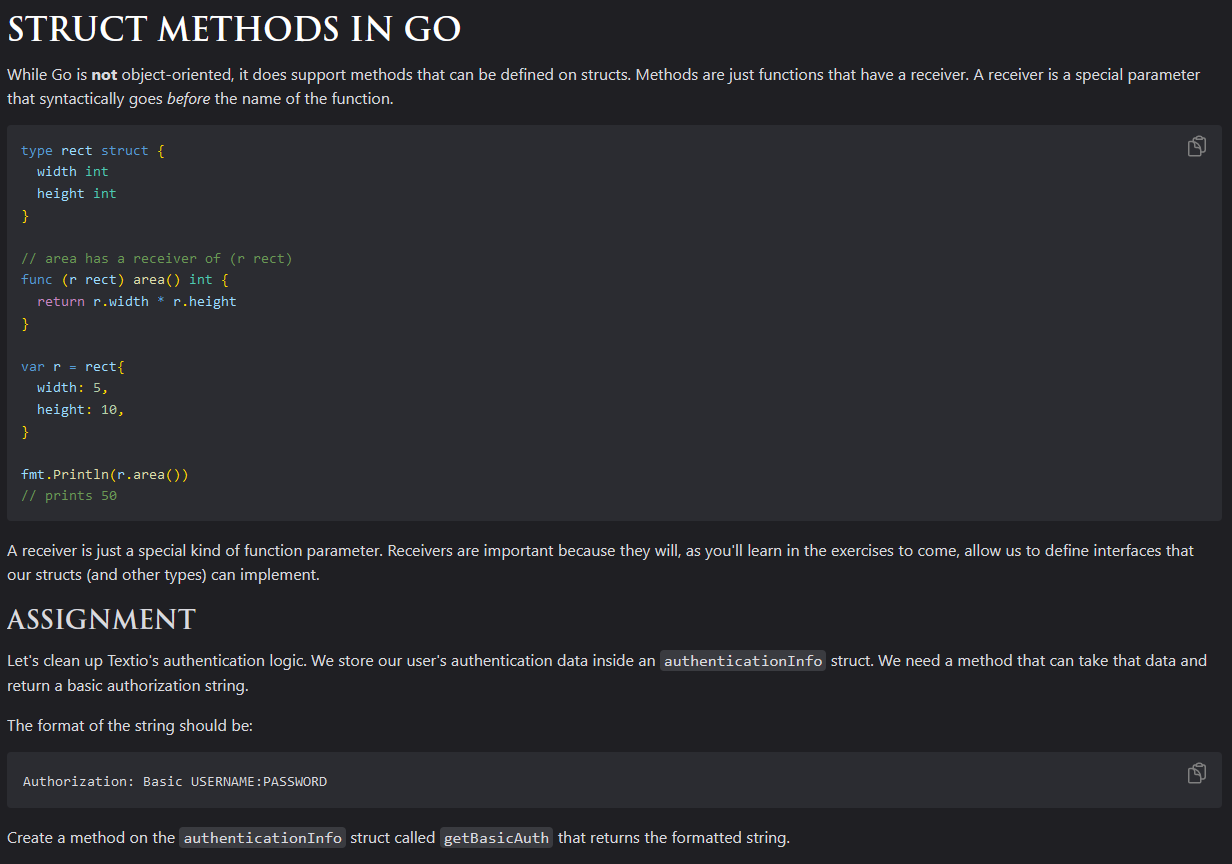 STRUCT METHODS IN GO
While Go is not object-oriented, it does support methods that can be defined on structs. Methods are just functions that have a receiver. A receiver is a special parameter
that syntactically goes before the name of the function.
type rect struct {
  width int
  height int
}

// area has a receiver of (r rect)
func (r rect) area() int {
  return r.width * r.height
}

var r = rect{
  width: 5,
  height: 10,
}

fmt.Println(r.area())
// prints 50
A receiver is just a special kind of function parameter. Receivers are important because they will, as you'll learn in the exercises to come, allow us to define interfaces that
our structs (and other types) can implement.
ASSIGNMENT
Let's clean up Textio's authentication logic. We store our user's authentication data inside an authenticationInfo struct. We need a method that can take that data and
return a basic authorization string.
The format of the string should be:
Authorization: Basic USERNAME:PASSWORD
Create a method on the authenticationInfo struct called getBasicAuth that returns the formatted string.